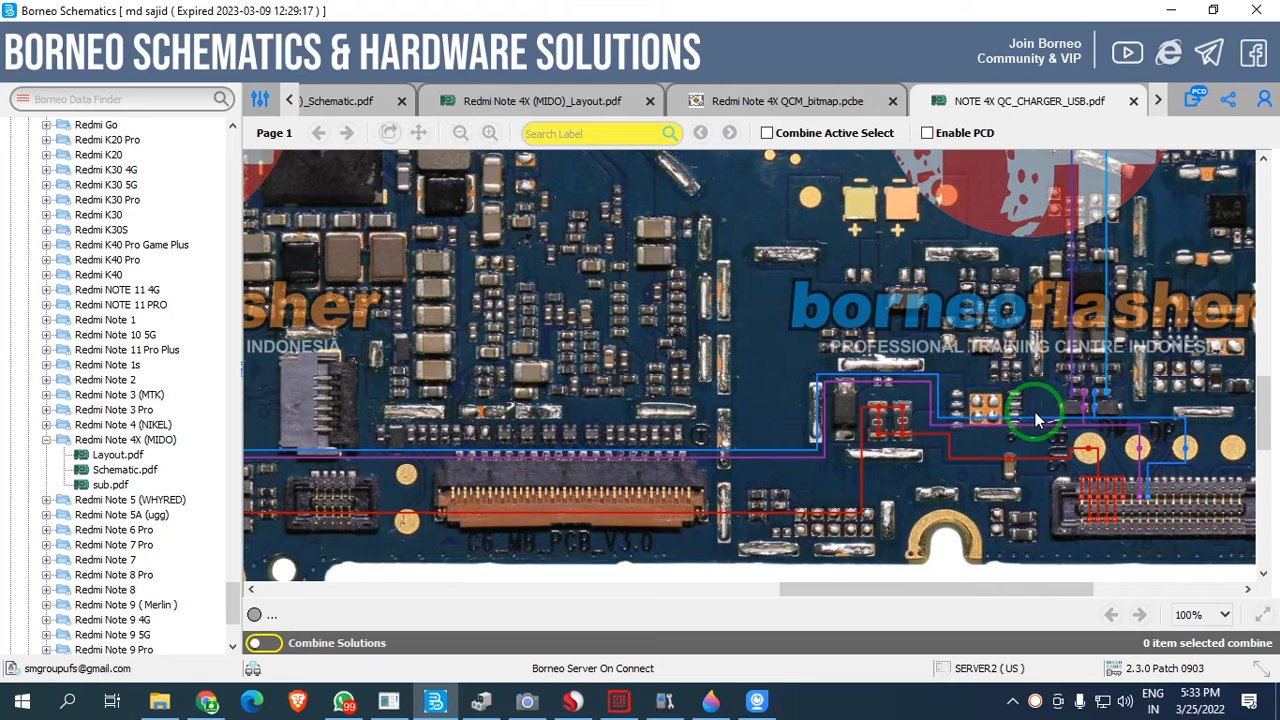 Borneo Schematics [ md sajid ( Expired 2023-03-09 12:29:17 ) ]
BORNEO SCHEMATICS & HARDWARE SOLUTIONS
Join Borneo
Community & VIP
Borneo Data Finder
)_Schematic.pdf
Redmi Note 4X (MIDO)_Layout.pdf
Redmi Note 4X QCM_bitmap.pcbe
NOTE 4X QC_CHARGER_USB.pdf
PCD
Page 1
Search Label
Combine Active Select
Enable PCD
Redmi Go
Redmi K20 Pro
Redmi K20
Redmi K30 4G
Redmi K30 5G
Redmi K30 Pro
Redmi K30
Redmi K30S
Redmi K40 Pro Game Plus
Redmi K40 Pro
Redmi K40
Redmi NOTE 11 4G
Redmi NOTE 11 PRO
Redmi Note 1
Redmi Note 10 5G
Redmi Note 11 Pro Plus
Redmi Note 1s
Redmi Note 2
Redmi Note 3 (MTK)
Redmi Note 3 Pro
Redmi Note 4 (NIKEL)
Redmi Note 4X (MIDO)
Layout.pdf
Schematic.pdf
sub.pdf
Redmi Note 5 (WHYRED)
Redmi Note 5A (ugg)
Redmi Note 6 Pro
Redmi Note 7 Pro
Redmi Note 7
Redmi Note 8 Pro
Redmi Note 8
Redmi Note 9 ( Merlin )
Redmi Note 9 4G
Redmi Note 9 5G
Redmi Note 9 Pro
+ +
asher
INDONESIA
borneoflasher
PROFESSIONAL TRAINING CENTRE INDONESIA
DP
C6_MB_PCB_V3.0
...
100%
Combine Solutions
0 item selected combine
smgroupufs@gmail.com
Borneo Server On Connect
SERVER2 ( US )
2.3.0 Patch 0903
99
ENG
IN
5:33 PM
3/25/2022